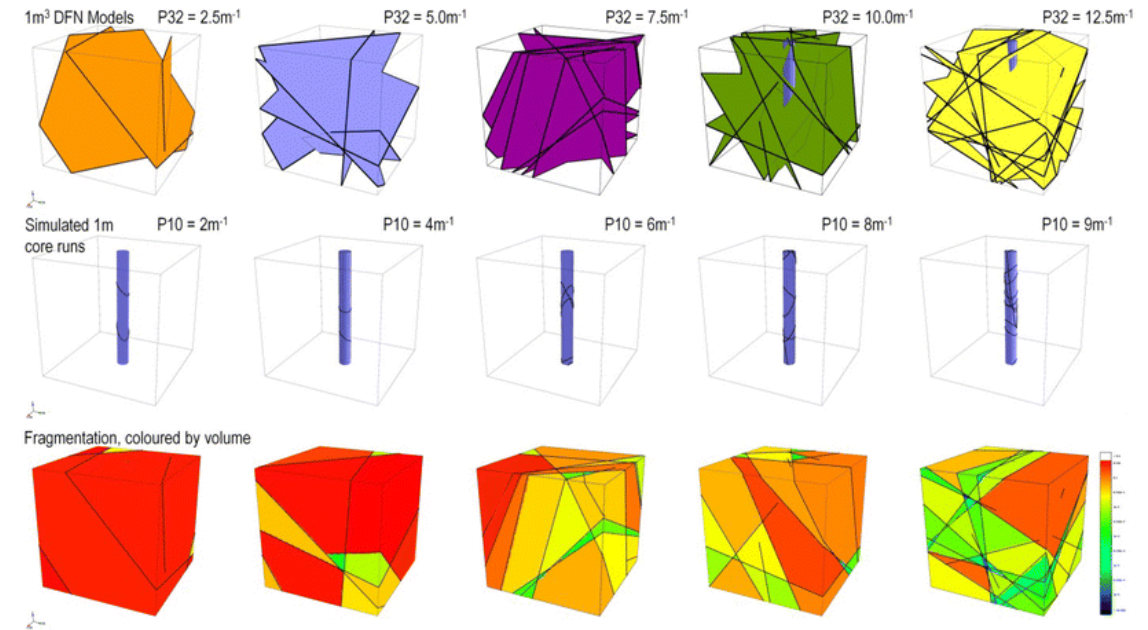 1m³ DFN Models P32 = 2.5m⁻¹ P32 = 5.0m⁻¹ P32 = 7.5m⁻¹ P32 = 10.0m⁻¹ P32 = 12.5m⁻¹
Simulated 1m P10 = 2m⁻¹ P10 = 4m⁻¹ P10 = 6m⁻¹ P10 = 8m⁻¹ P10 = 9m⁻¹
core runs
Fragmentation, coloured by volume